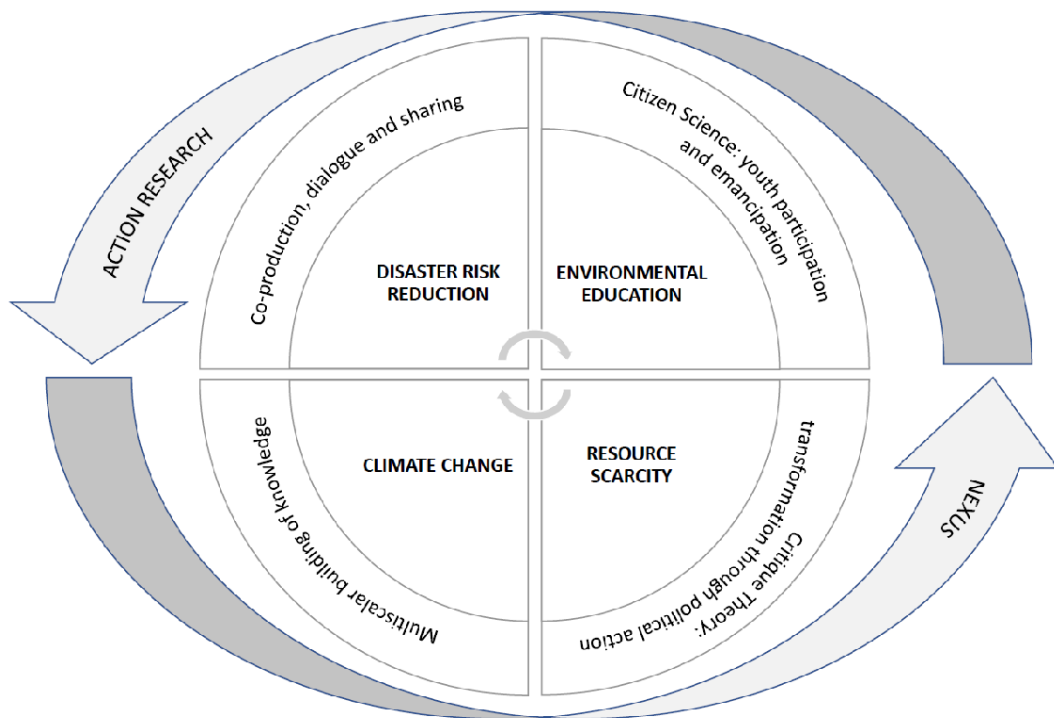 ACTION RESEARCH
Co-production, dialogue and sharing
Citizen Science: youth participation
and emancipation
DISASTER RISK
REDUCTION
ENVIRONMENTAL
EDUCATION
CLIMATE CHANGE
RESOURCE
SCARCITY
Multiscalar building of knowledge
Critique Theory:
transformation through political action
NEXUS